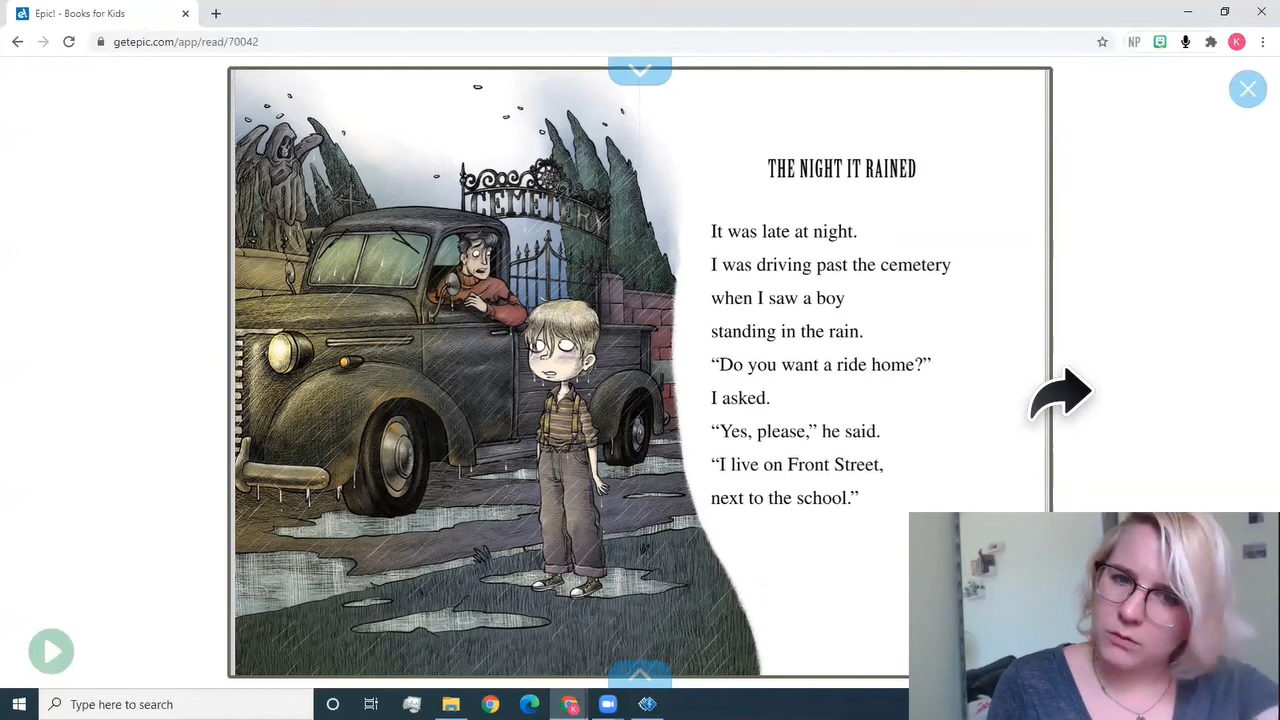 Epic! - Books for Kids
getepic.com/app/read/70042
NP
K
CEMETERY
THE NIGHT IT RAINED
It was late at night.
I was driving past the cemetery
when I saw a boy
standing in the rain.
“Do you want a ride home?”
I asked.
“Yes, please,” he said.
“I live on Front Street,
next to the school.”
Type here to search